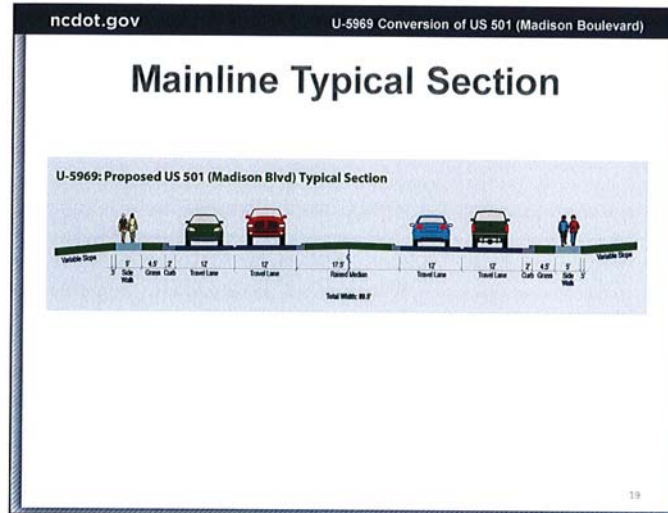 ncdot.gov
U-5969 Conversion of US 501 (Madison Boulevard)
Mainline Typical Section
U-5969: Proposed US 501 (Madison Blvd) Typical Section
Variable Slope
5' 4.5' 2' 12' 12' 17.5' 12' 12' 2' 4.5' 5'
Side Walk Grass Curb Travel Lane Travel Lane Raised Median Travel Lane Travel Lane Curb Grass Side Walk
Variable Slope
19